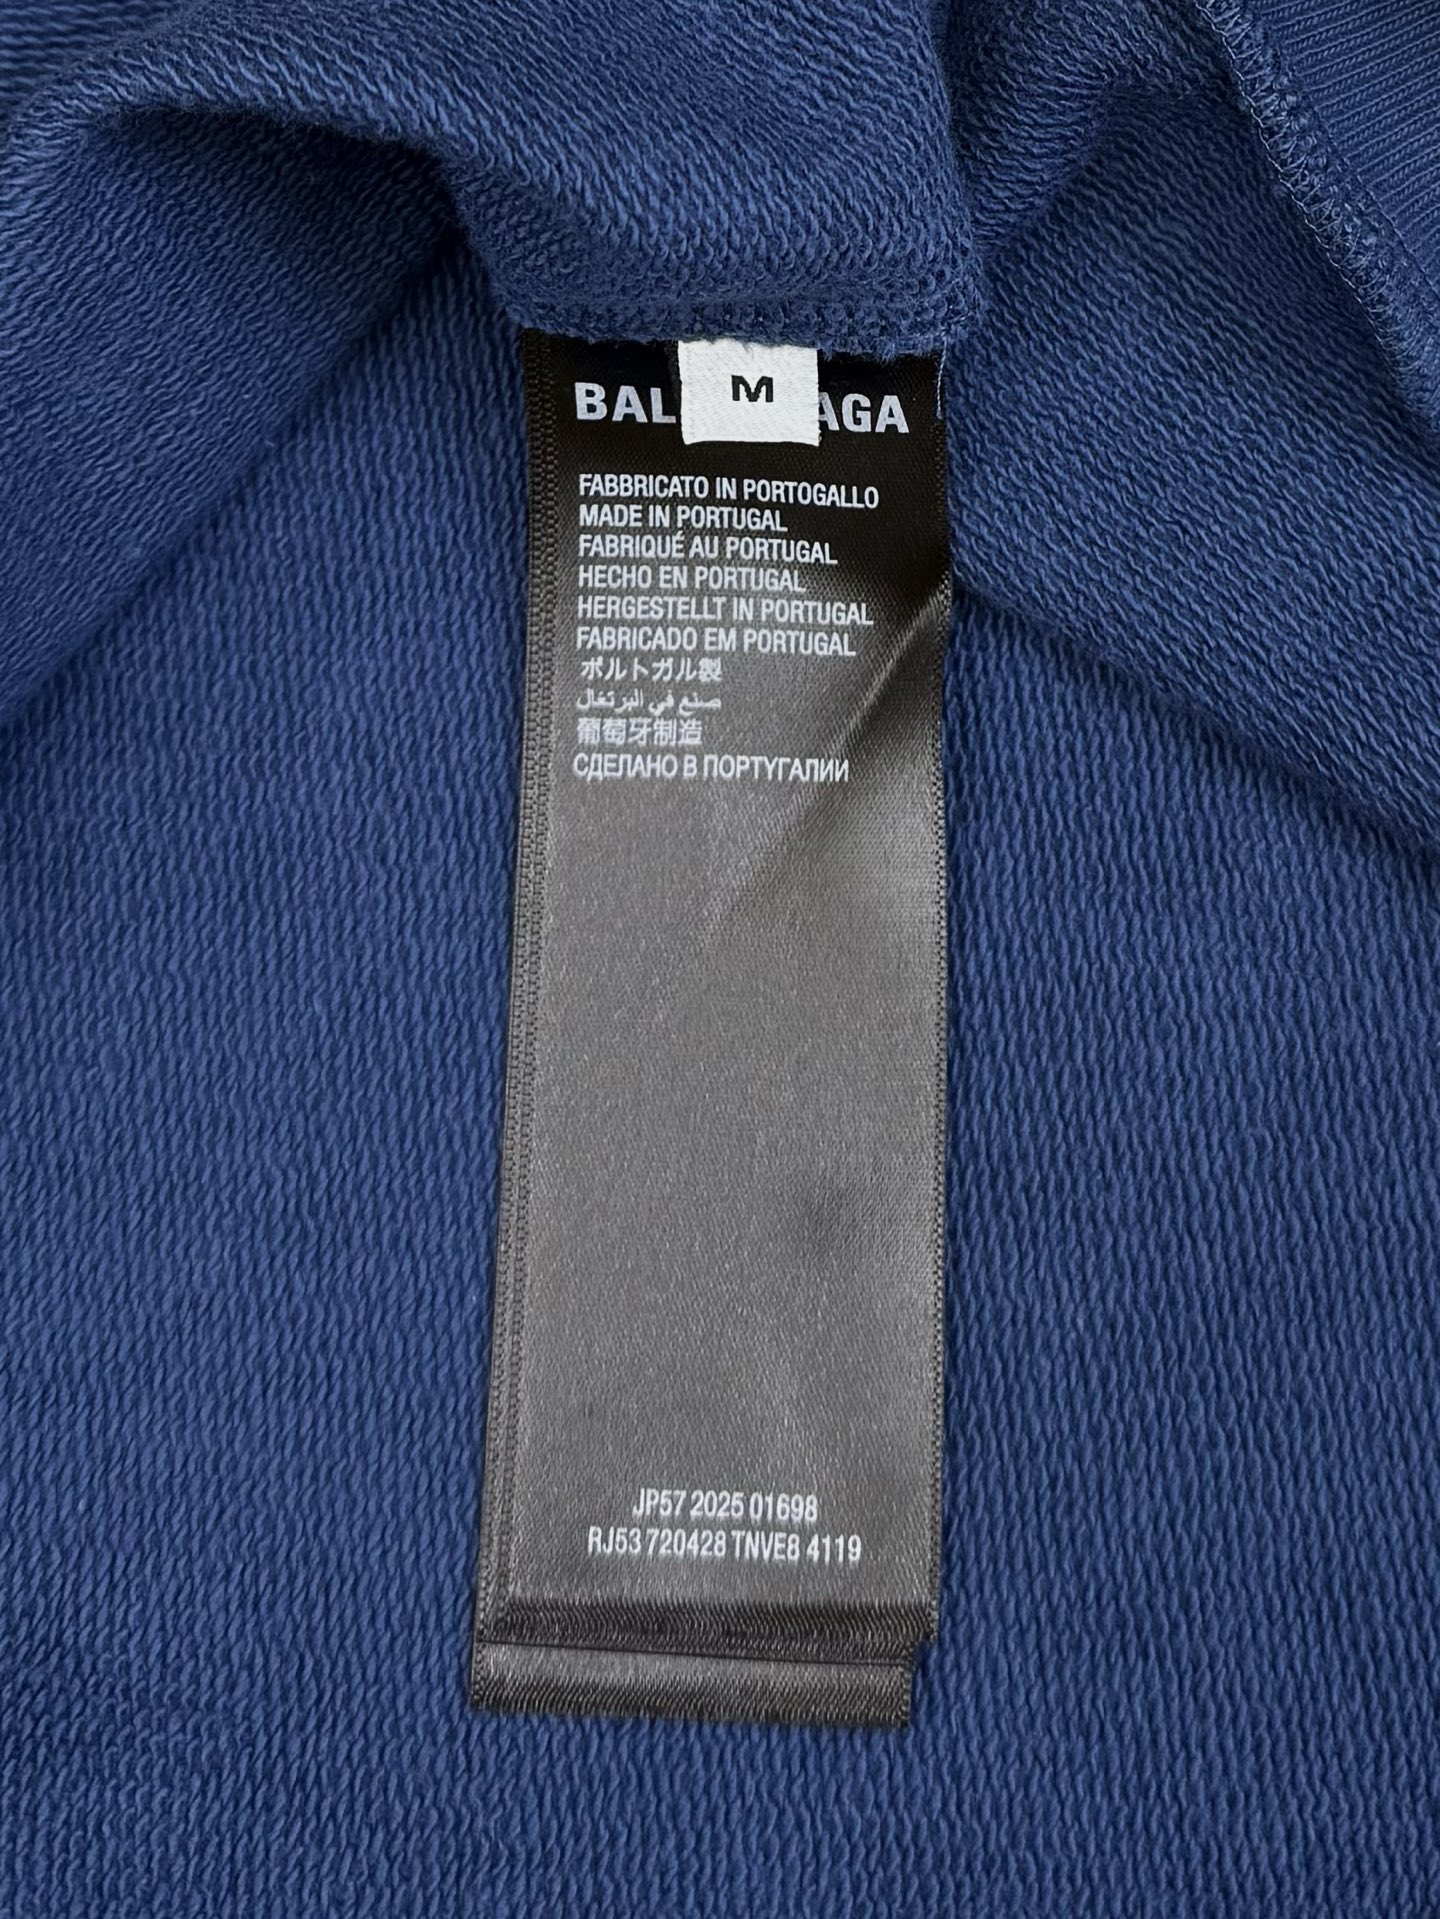 M
BAL AGA
FABBRICATO IN PORTOGALLO
MADE IN PORTUGAL
FABRIQUÉ AU PORTUGAL
HECHO EN PORTUGAL
HERGESTELLT IN PORTUGAL
FABRICADO EM PORTUGAL
ポルトガル製
صنع في البرتغال
葡萄牙制造
СДЕЛАНО В ПОРТУГАЛИИ
JP57 2025 01698
RJ53 720428 TNVE8 4119